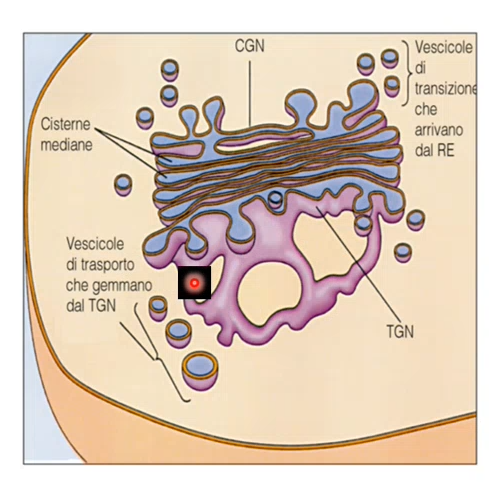 CGN
Vescicole
di
transizione
che
arrivano
dal RE
Cisterne
mediane
Vescicole
di trasporto
che gemmano
dal TGN
TGN